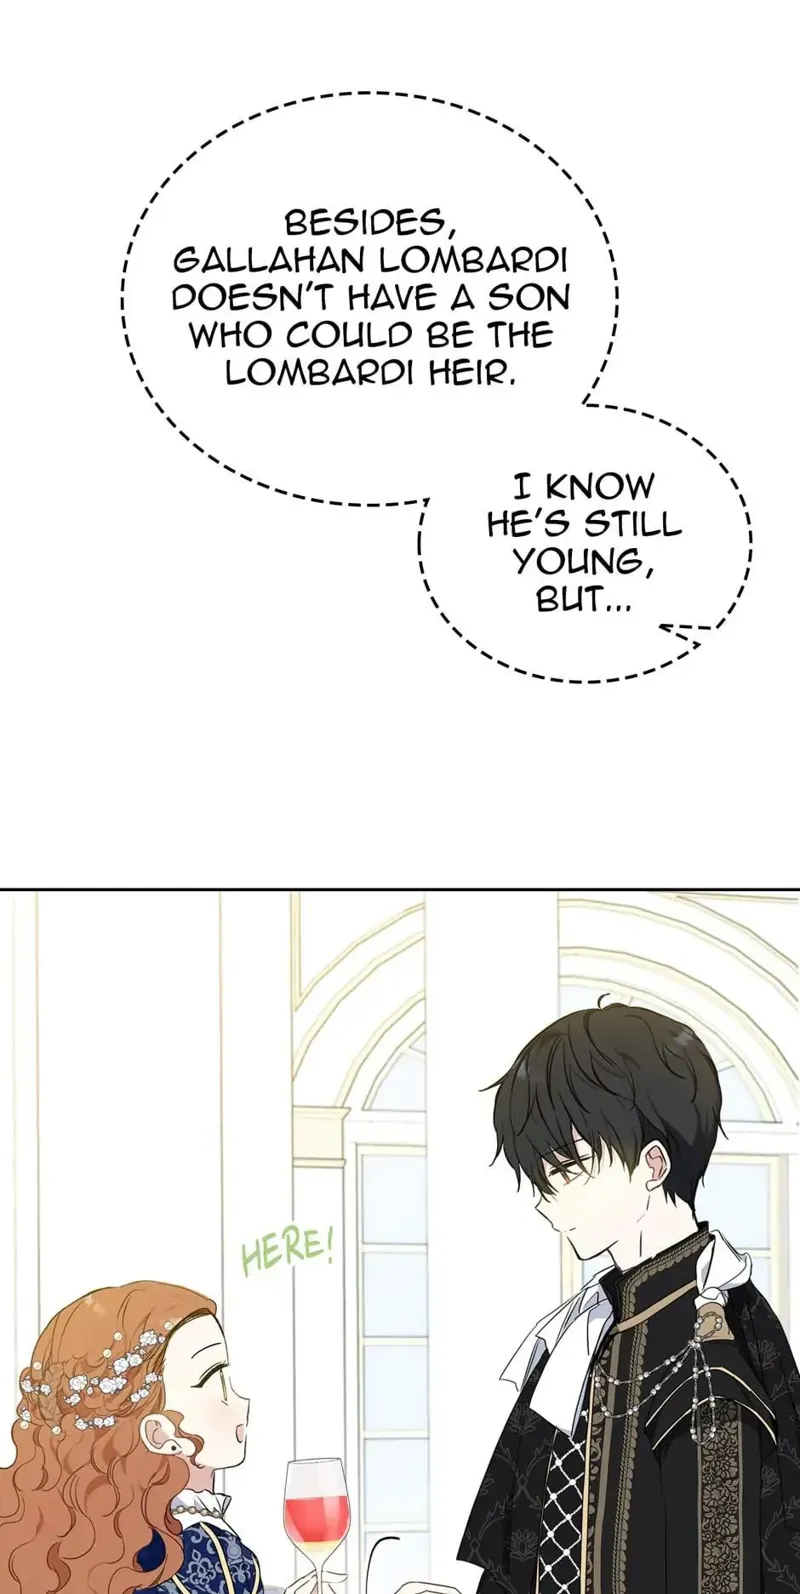 BESIDES,
GALLAHAN LOMBARDI
DOESN'T HAVE A SON
WHO COULD BE THE
LOMBARDI HEIR.
I KNOW
HE'S STILL
YOUNG,
BUT...
HERE!